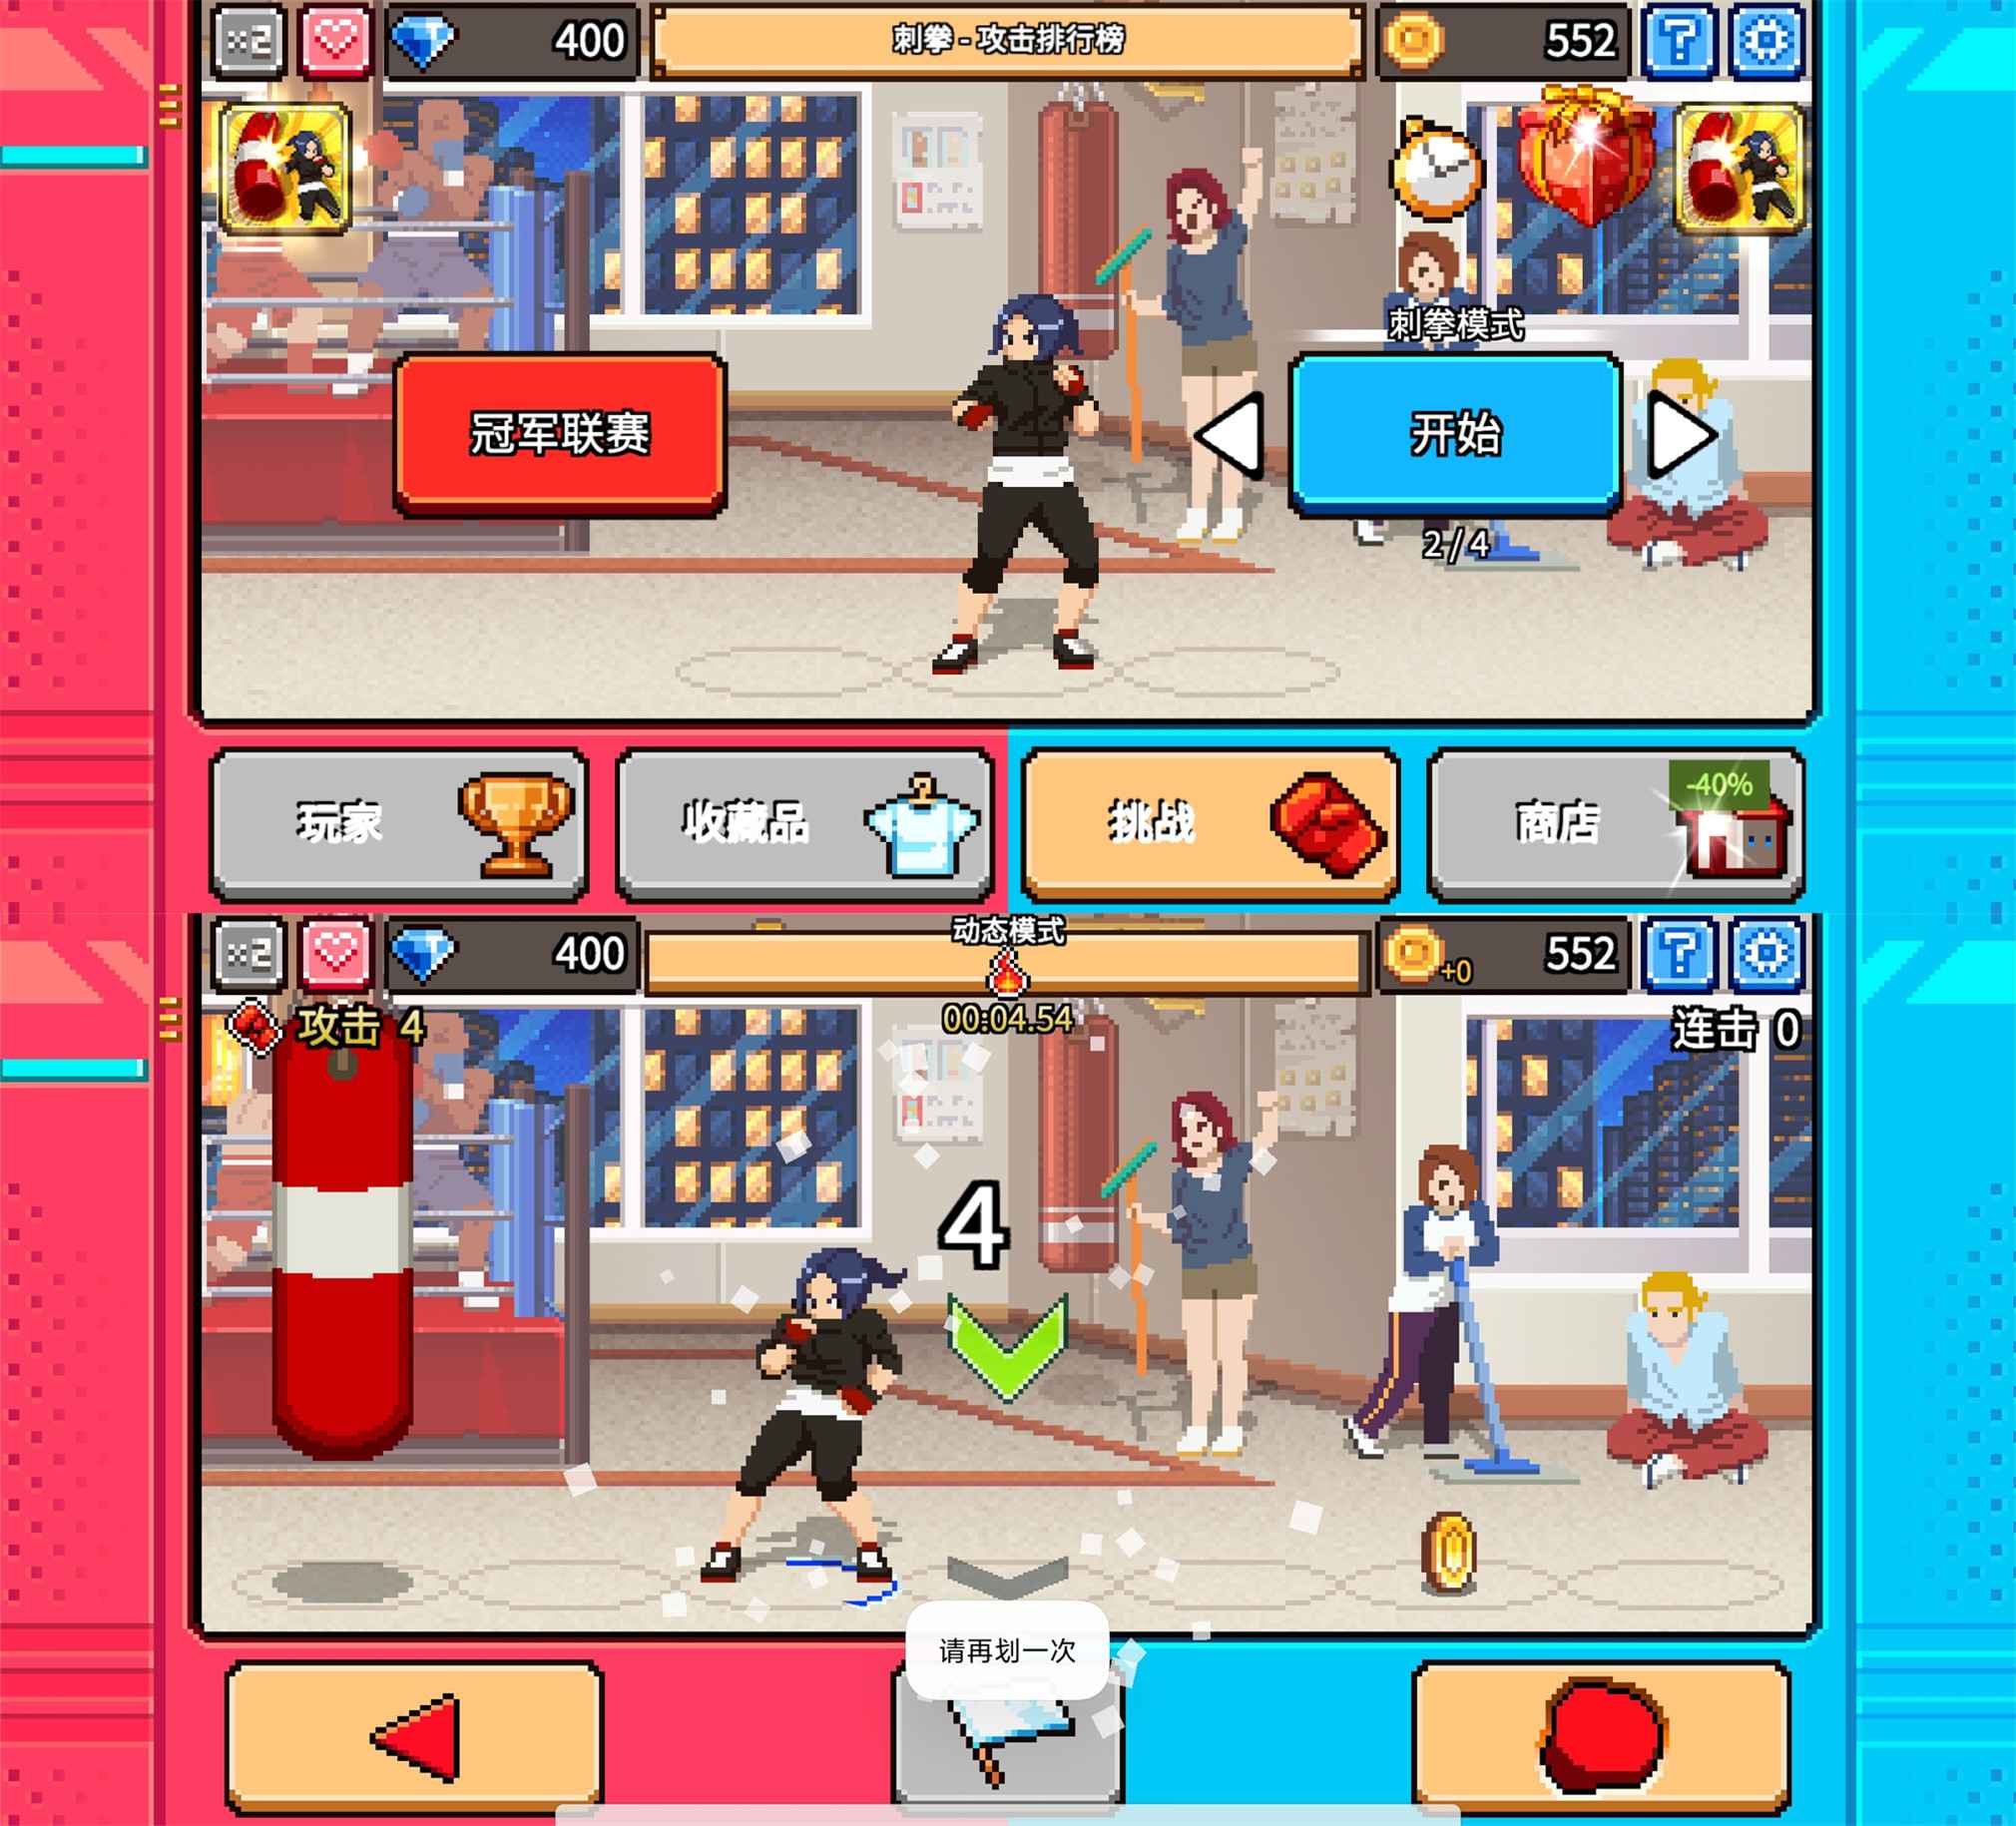 x2
400
刺拳 - 攻击排行榜
552
?
刺拳模式
冠军联赛
开始
2/4
玩家
收藏品
挑战
商店
-40%
x2
400
动态模式
+0
552
?
攻击 4
00:04.54
连击 0
4
请再划一次